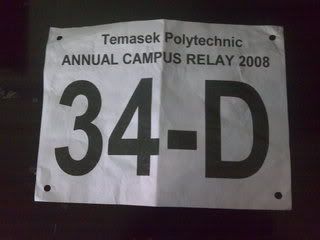 Temasek Polytechnic
ANNUAL CAMPUS RELAY 2008
34-D